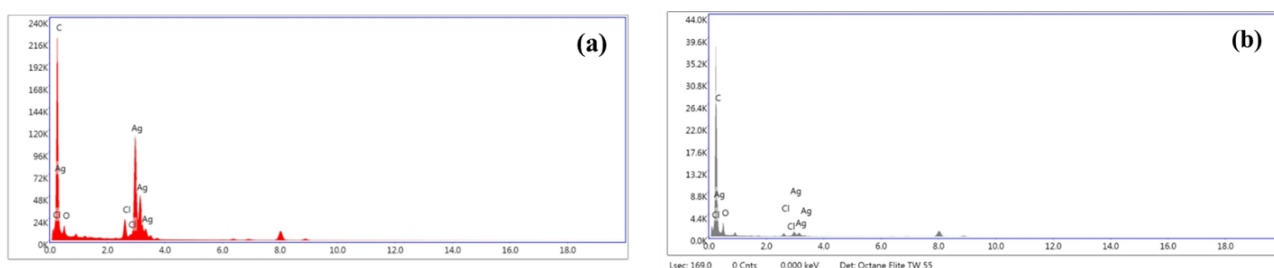 (a)
240K
216K
192K
168K
144K
120K
96K
72K
48K
24K
0K
C
Ag
Cl O
Ag
Ag
Cl
Cl Ag
0.0 2.0 4.0 6.0 8.0 10.0 12.0 14.0 16.0 18.0
(b)
44.0K
39.6K
35.2K
30.8K
26.4K
22.0K
17.6K
13.2K
8.8K
4.4K
0.0K
C
Ag
Cl O
Ag
Cl Ag
Cl Ag
0.0 2.0 4.0 6.0 8.0 10.0 12.0 14.0 16.0 18.0
Lsec: 169.0 0 Cnts 0.000 keV Det: Octane Elite TW 55